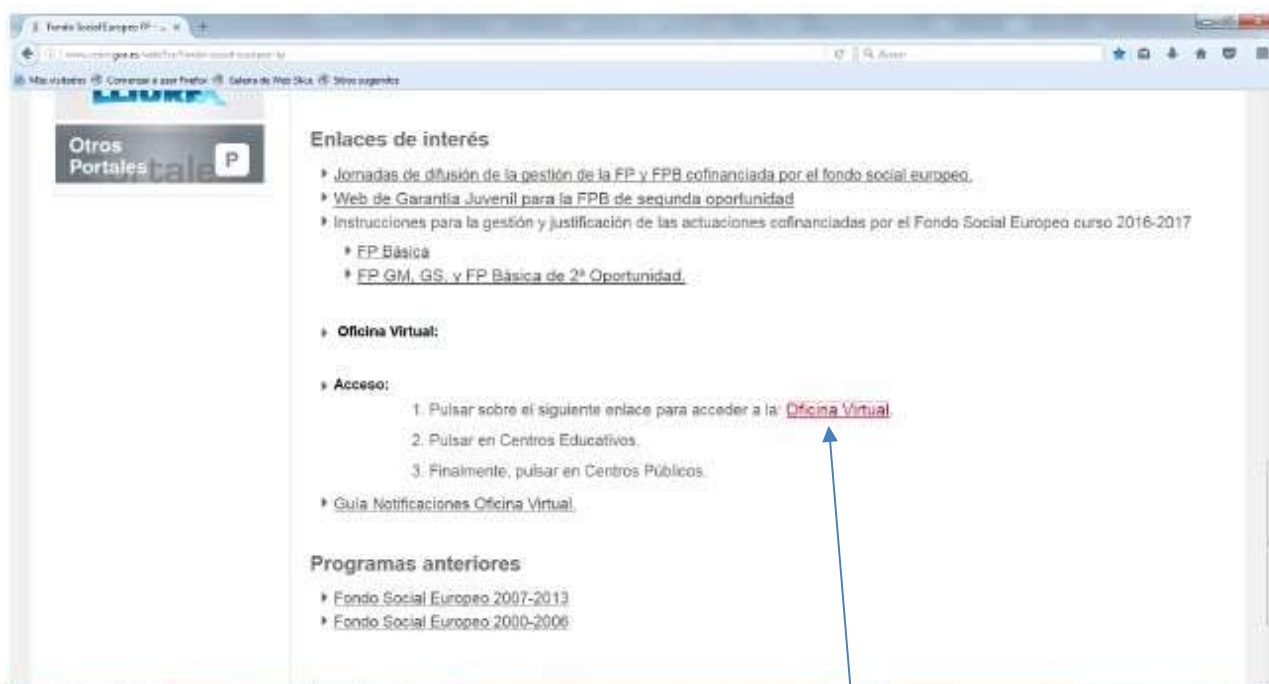 Otros
Portales
P
Enlaces de interés
Jornadas de difusión de la gestión de la FP y FPB cofinanciada por el fondo social europeo.
Web de Garantía Juvenil para la FPB de segunda oportunidad
Instrucciones para la gestión y justificación de las actuaciones cofinanciadas por el Fondo Social Europeo curso 2016-2017
FP Básica
FP GM, GS, y FP Básica de 2ª Oportunidad.
Oficina Virtual:
Acceso:
1. Pulsar sobre el siguiente enlace para acceder a la: Oficina Virtual.
2. Pulsar en Centros Educativos.
3. Finalmente, pulsar en Centros Públicos.
Guía Notificaciones Oficina Virtual.
Programas anteriores
Fondo Social Europeo 2007-2013
Fondo Social Europeo 2000-2006